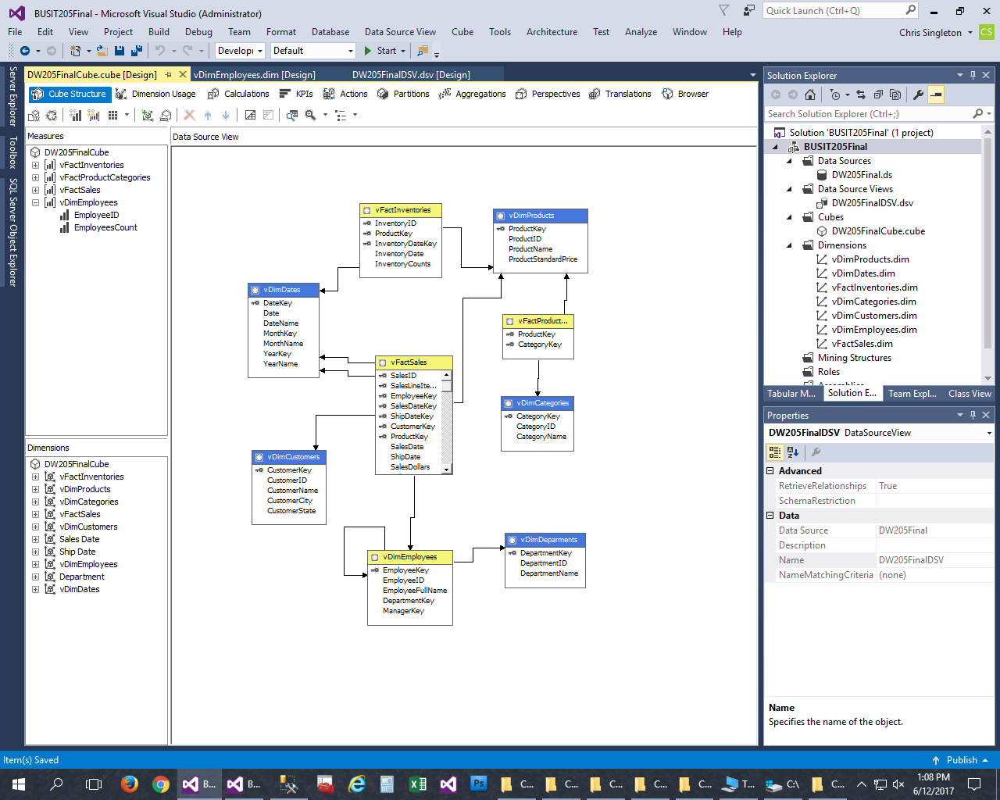 BUSIT205Final - Microsoft Visual Studio (Administrator)
Quick Launch (Ctrl+Q)
File Edit View Project Build Debug Team Format Database Data Source View Cube Tools Architecture Test Analyze Window Help
Chris Singleton CS
Developi Default Start
DW205FinalCube.cube [Design] vDimEmployees.dim [Design] DW205FinalDSV.dsv [Design]
Cube Structure Dimension Usage Calculations KPIs Actions Partitions Aggregations Perspectives Translations Browser
Server Explorer
Toolbox
SQL Server Object Explorer
Measures
DW205FinalCube
vFactInventories
vFactProductCategories
vFactSales
vDimEmployees
EmployeeID
EmployeesCount
Dimensions
DW205FinalCube
vFactInventories
vDimProducts
vDimCategories
vFactSales
vDimCustomers
Sales Date
Ship Date
vDimEmployees
Department
vDimDates
Data Source View
vFactInventories
InventoryID
ProductKey
InventoryDateKey
InventoryDate
InventoryCounts
vDimProducts
ProductKey
ProductID
ProductName
ProductStandardPrice
vDimDates
DateKey
Date
DateName
MonthKey
MonthName
YearKey
YearName
vFactProduct...
ProductKey
CategoryKey
vFactSales
SalesID
SalesLineIte...
EmployeeKey
SalesDateKey
ShipDateKey
CustomerKey
ProductKey
SalesDate
ShipDate
SalesDollars
vDimCategories
CategoryKey
CategoryID
CategoryName
vDimCustomers
CustomerKey
CustomerID
CustomerName
CustomerCity
CustomerState
vDimEmployees
EmployeeKey
EmployeeID
EmployeeFullName
DepartmentKey
ManagerKey
vDimDeparments
DepartmentKey
DepartmentID
DepartmentName
Solution Explorer
Search Solution Explorer (Ctrl+;)
Solution 'BUSIT205Final' (1 project)
BUSIT205Final
Data Sources
DW205Final.ds
Data Source Views
DW205FinalDSV.dsv
Cubes
DW205FinalCube.cube
Dimensions
vDimProducts.dim
vDimDates.dim
vFactInventories.dim
vDimCategories.dim
vDimCustomers.dim
vDimEmployees.dim
vFactSales.dim
Mining Structures
Roles
Tabular M... Solution E... Team Expl... Class View
Properties
DW205FinalDSV DataSourceView
Advanced
RetrieveRelationships True
SchemaRestriction
Data
Data Source DW205Final
Description
Name DW205FinalDSV
NameMatchingCriteria (none)
Name
Specifies the name of the object.
Item(s) Saved
Publish
B... B... Ps C... C... C... C... C... T... C:\ C...
1:08 PM
6/12/2017